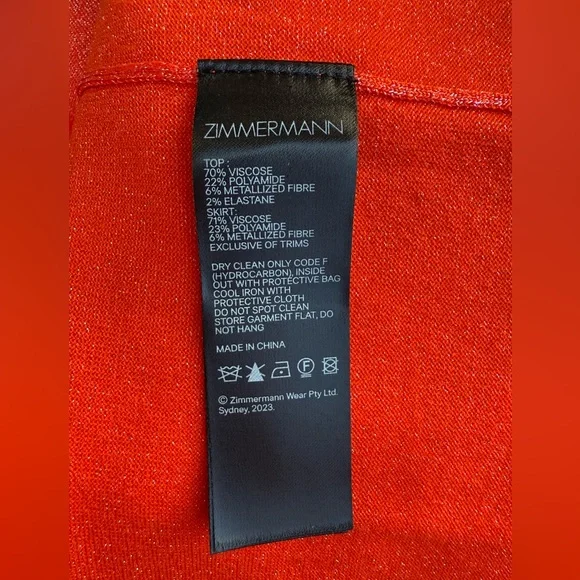 ZIMMERMANN
TOP :
70% VISCOSE
22% POLYAMIDE
6% METALLIZED FIBRE
2% ELASTANE
SKIRT:
71% VISCOSE
23% POLYAMIDE
6% METALLIZED FIBRE
EXCLUSIVE OF TRIMS
DRY CLEAN ONLY CODE F
(HYDROCARBON), INSIDE
OUT WITH PROTECTIVE BAG
COOL IRON WITH
PROTECTIVE CLOTH
DO NOT SPOT CLEAN
STORE GARMENT FLAT, DO
NOT HANG
MADE IN CHINA
© Zimmermann Wear Pty Ltd.
Sydney, 2023.